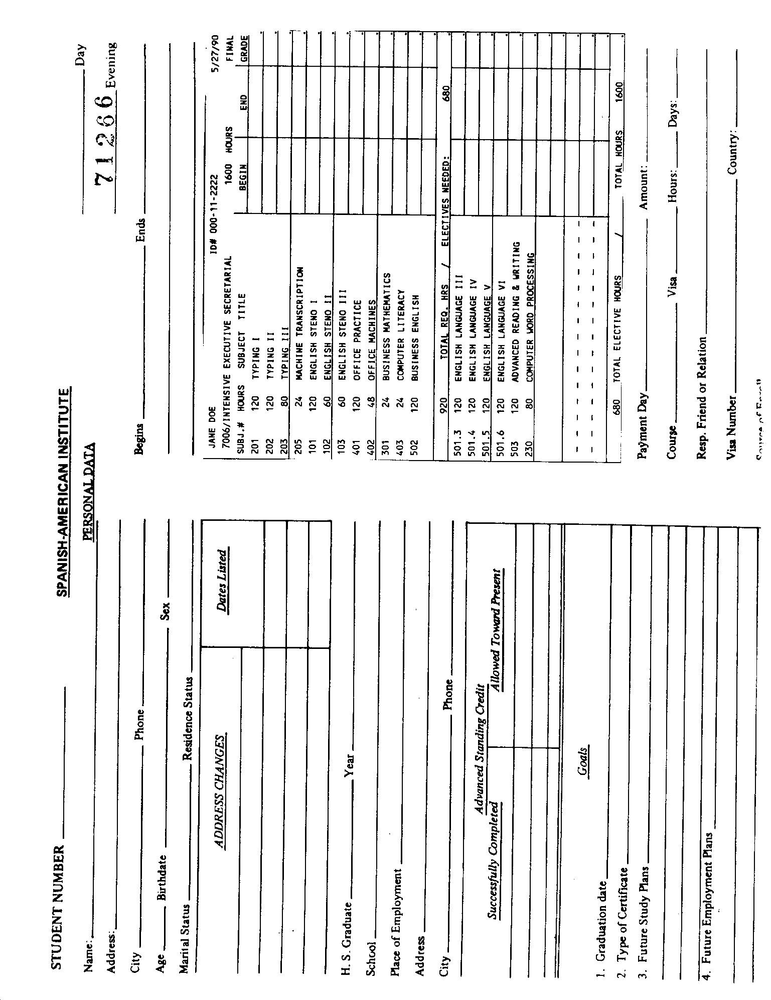 SPANISH-AMERICAN INSTITUTE
STUDENT NUMBER
PERSONAL DATA
Day
71266 Evening
Name:
Address:
City Phone
Age Birthdate Sex
Marital Status Residence Status
ADDRESS CHANGES Dates Listed
H. S. Graduate Year
School
Place of Employment
Address
City Phone
Advanced Standing Credit
Successfully Completed Allowed Toward Present
Goals
1. Graduation date
2. Type of Certificate
3. Future Study Plans
4. Future Employment Plans
Begins Ends
JANE DOE ID# 000-11-2222 5/27/90
7006/INTENSIVE EXECUTIVE SECRETARIAL 1600 HOURS FINAL
SUBJ.# HOURS SUBJECT TITLE BEGIN END GRADE
201 120 TYPING I
202 120 TYPING II
203 80 TYPING III
205 24 MACHINE TRANSCRIPTION
101 120 ENGLISH STENO I
102 60 ENGLISH STENO II
103 60 ENGLISH STENO III
401 120 OFFICE PRACTICE
402 48 OFFICE MACHINES
301 24 BUSINESS MATHEMATICS
403 24 COMPUTER LITERACY
502 120 BUSINESS ENGLISH
920 TOTAL REQ. HRS / ELECTIVES NEEDED: 680
501.3 120 ENGLISH LANGUAGE III
501.4 120 ENGLISH LANGUAGE IV
501.5 120 ENGLISH LANGUAGE V
501.6 120 ENGLISH LANGUAGE VI
503 120 ADVANCED READING & WRITING
230 80 COMPUTER WORD PROCESSING
680 TOTAL ELECTIVE HOURS / TOTAL HOURS 1600
Payment Day Amount:
Course Visa Hours: Days:
Resp. Friend or Relation
Visa Number Country: